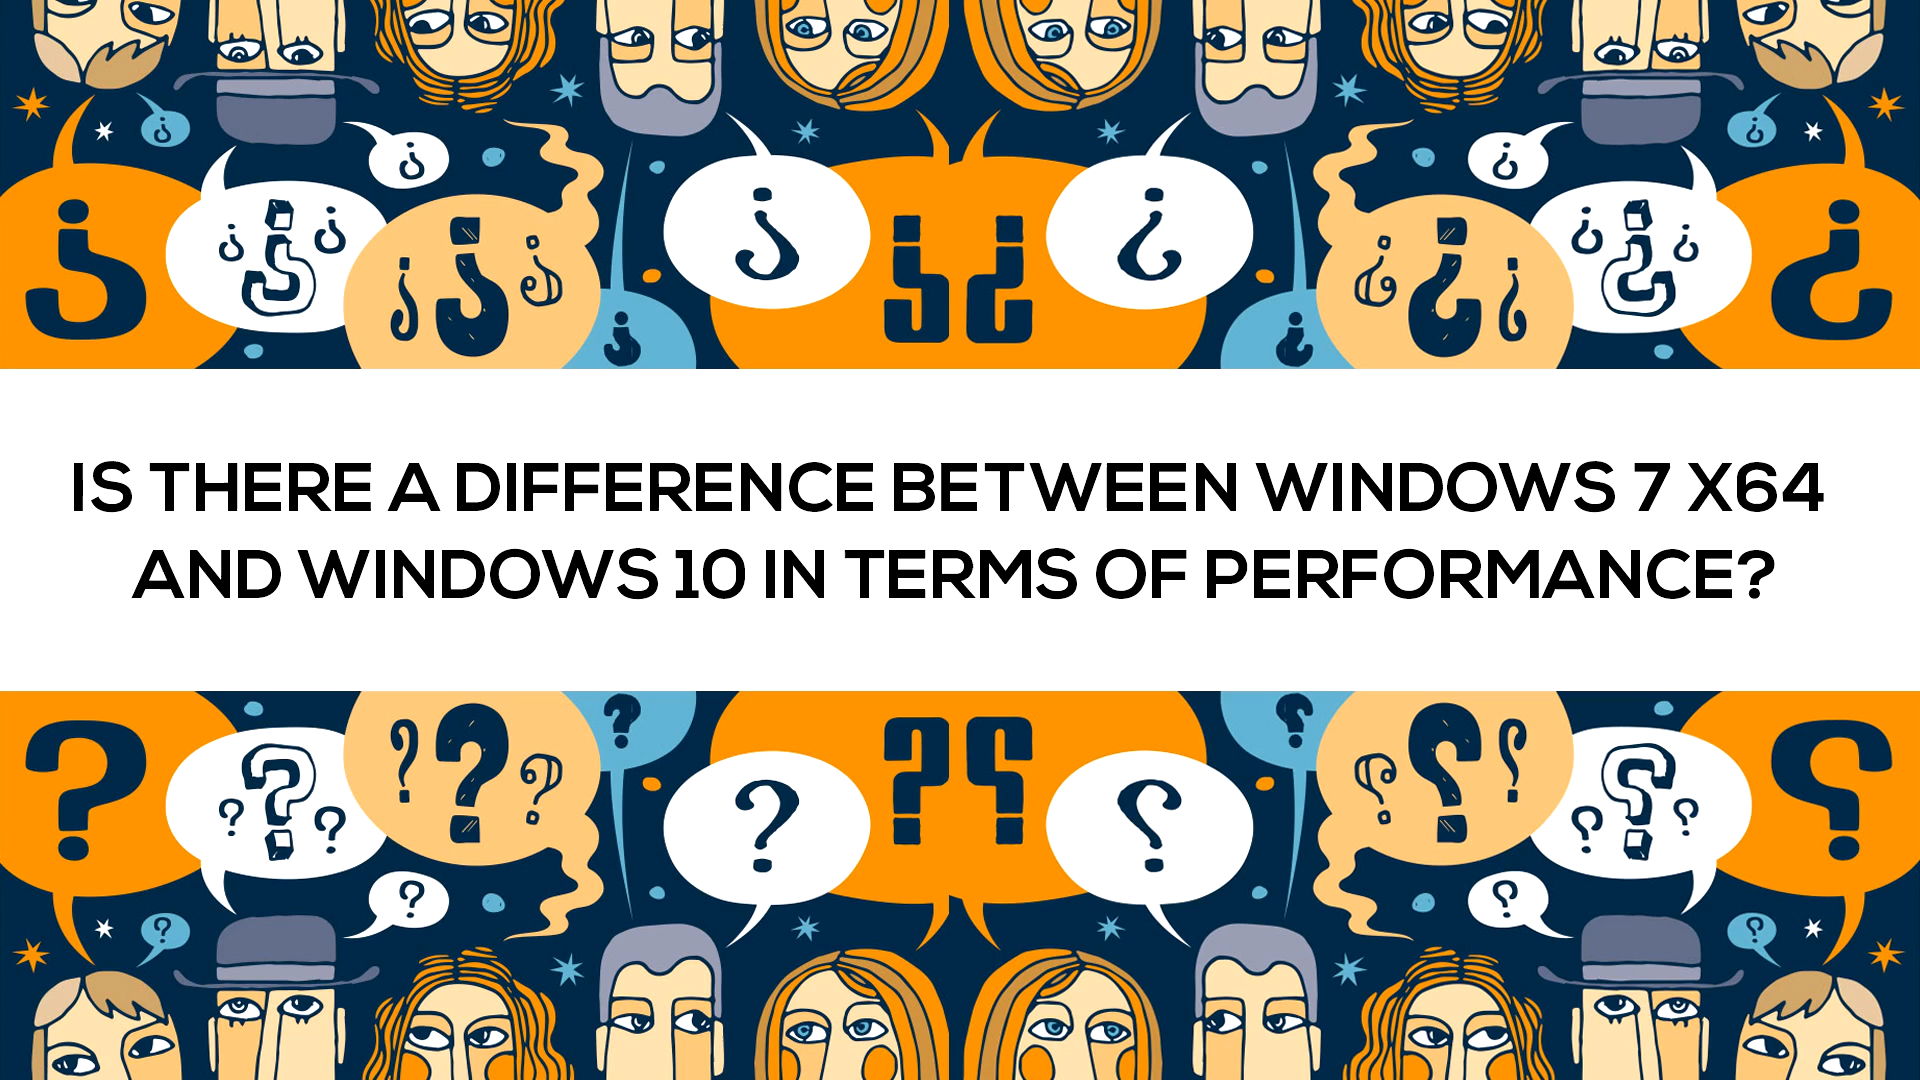 IS THERE A DIFFERENCE BETWEEN WINDOWS 7 X64
AND WINDOWS 10 IN TERMS OF PERFORMANCE?